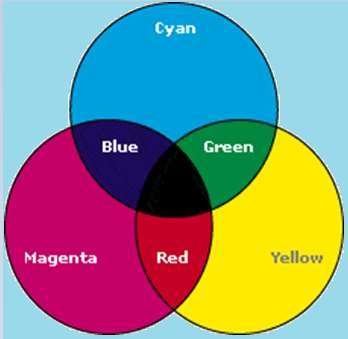 Cyan
Blue Green
Magenta Red Yellow